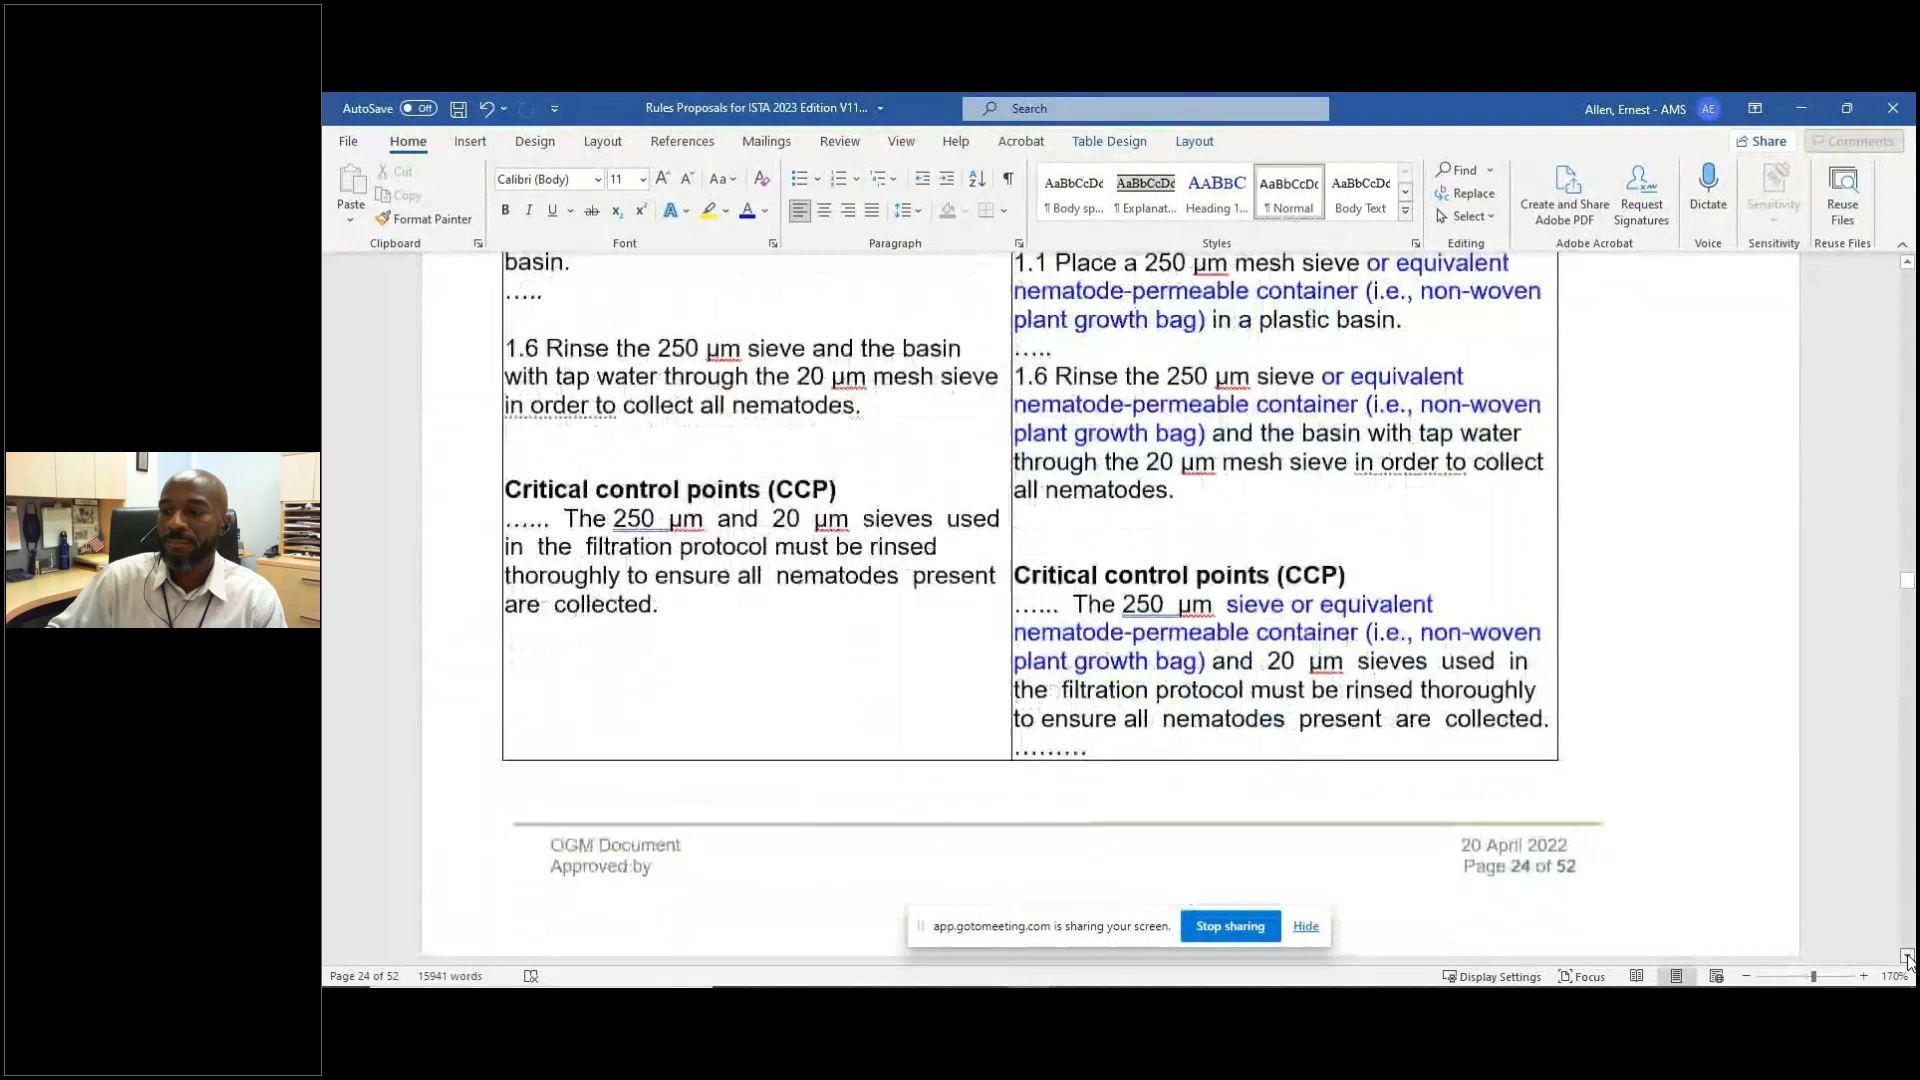 AutoSave Off
Rules Proposals for ISTA 2023 Edition V11...
Search
Allen, Ernest - AMS AE
File Home Insert Design Layout References Mailings Review View Help Acrobat Table Design Layout
Share Comments
Paste
Cut
Copy
Format Painter
Clipboard
Calibri (Body) 11
Font
Paragraph
AaBbCcDc AaBbCcDc AABBC AaBbCcDc AaBbCcDc
¶ Body sp... ¶ Explanat... Heading 1... ¶ Normal Body Text
Styles
Find
Replace
Select
Editing
Create and Share
Adobe PDF
Request
Signatures
Adobe Acrobat
Dictate
Voice
Sensitivity
Sensitivity
Reuse
Files
Reuse Files
basin.
.....
1.6 Rinse the 250 µm sieve and the basin
with tap water through the 20 µm mesh sieve
in order to collect all nematodes.
Critical control points (CCP)
...... The 250 µm and 20 µm sieves used
in the filtration protocol must be rinsed
thoroughly to ensure all nematodes present
are collected.
1.1 Place a 250 µm mesh sieve or equivalent
nematode-permeable container (i.e., non-woven
plant growth bag) in a plastic basin.
.....
1.6 Rinse the 250 µm sieve or equivalent
nematode-permeable container (i.e., non-woven
plant growth bag) and the basin with tap water
through the 20 µm mesh sieve in order to collect
all nematodes.
Critical control points (CCP)
...... The 250 µm sieve or equivalent
nematode-permeable container (i.e., non-woven
plant growth bag) and 20 µm sieves used in
the filtration protocol must be rinsed thoroughly
to ensure all nematodes present are collected.
.........
OGM Document
Approved by
20 April 2022
Page 24 of 52
app.gotomeeting.com is sharing your screen. Stop sharing Hide
Page 24 of 52 15941 words
Display Settings Focus 170%